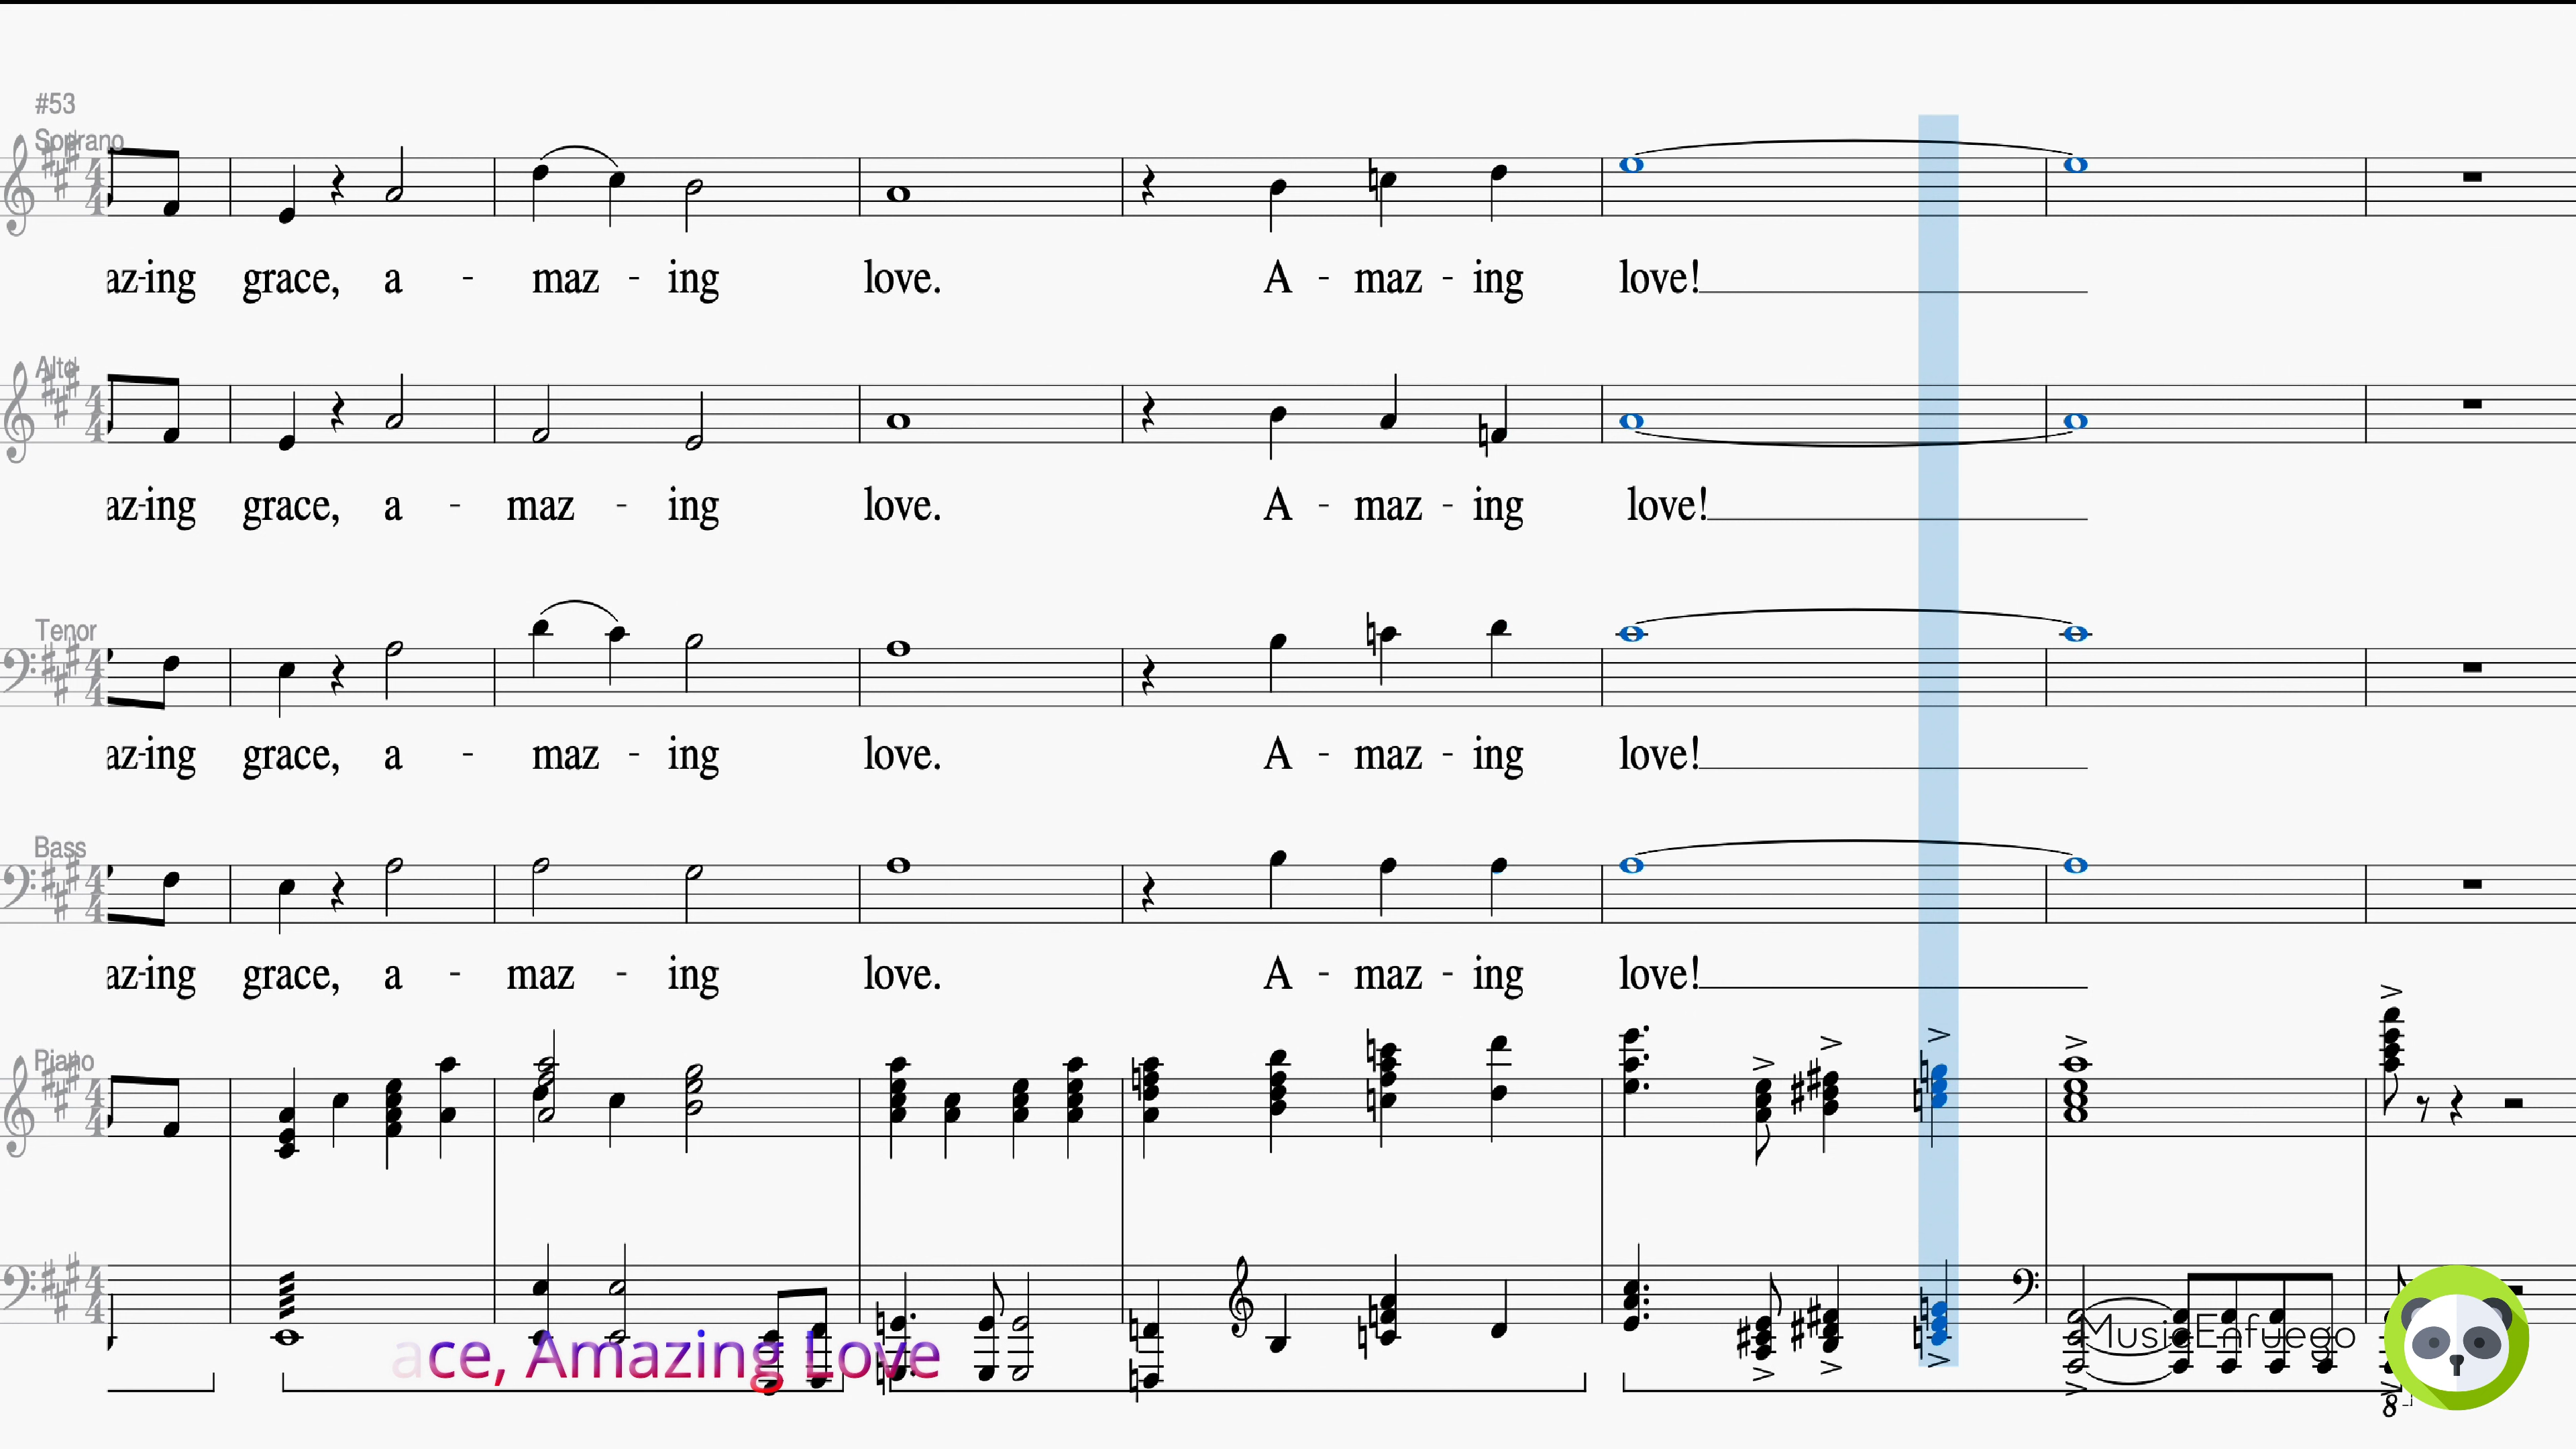 #53
Soprano
az-ing grace, a - maz - ing love. A - maz - ing love!
Alto
az-ing grace, a - maz - ing love. A - maz - ing love!
Tenor
az-ing grace, a - maz - ing love. A - maz - ing love!
Bass
az-ing grace, a - maz - ing love. A - maz - ing love!
Piano
MusicEnfuego
ace, Amazing Love
8